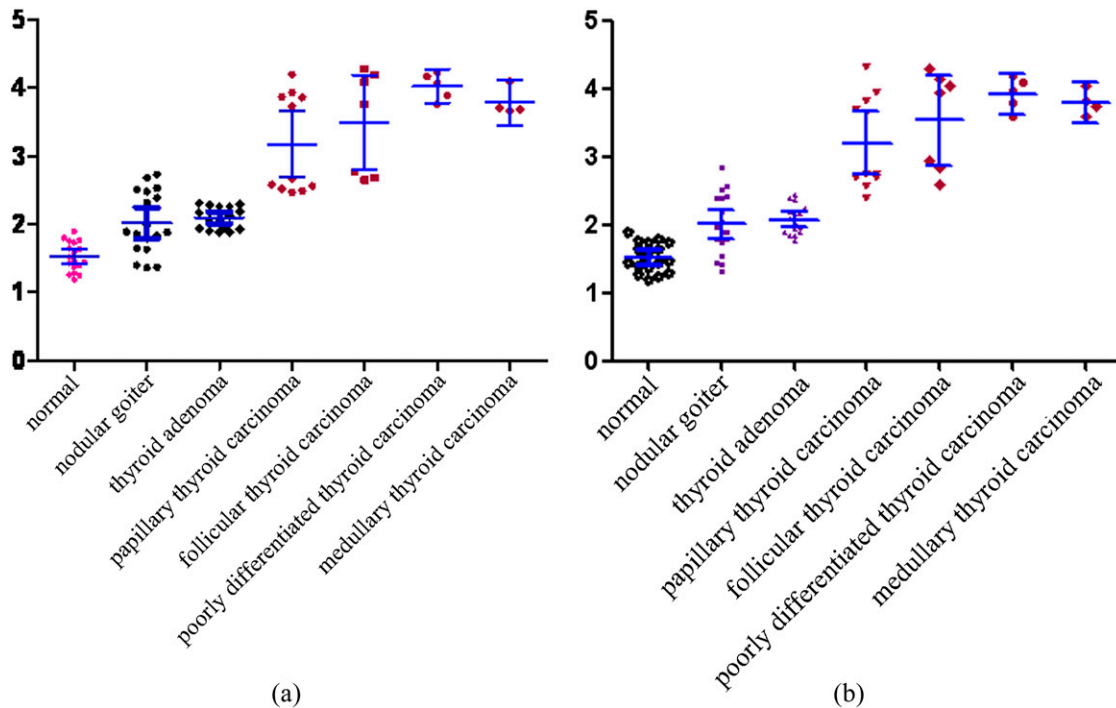 5
4
3
2
1
0
normal
nodular goiter
thyroid adenoma
papillary thyroid carcinoma
follicular thyroid carcinoma
poorly differentiated thyroid carcinoma
medullary thyroid carcinoma
(a)
5
4
3
2
1
0
normal
nodular goiter
thyroid adenoma
papillary thyroid carcinoma
follicular thyroid carcinoma
poorly differentiated thyroid carcinoma
medullary thyroid carcinoma
(b)